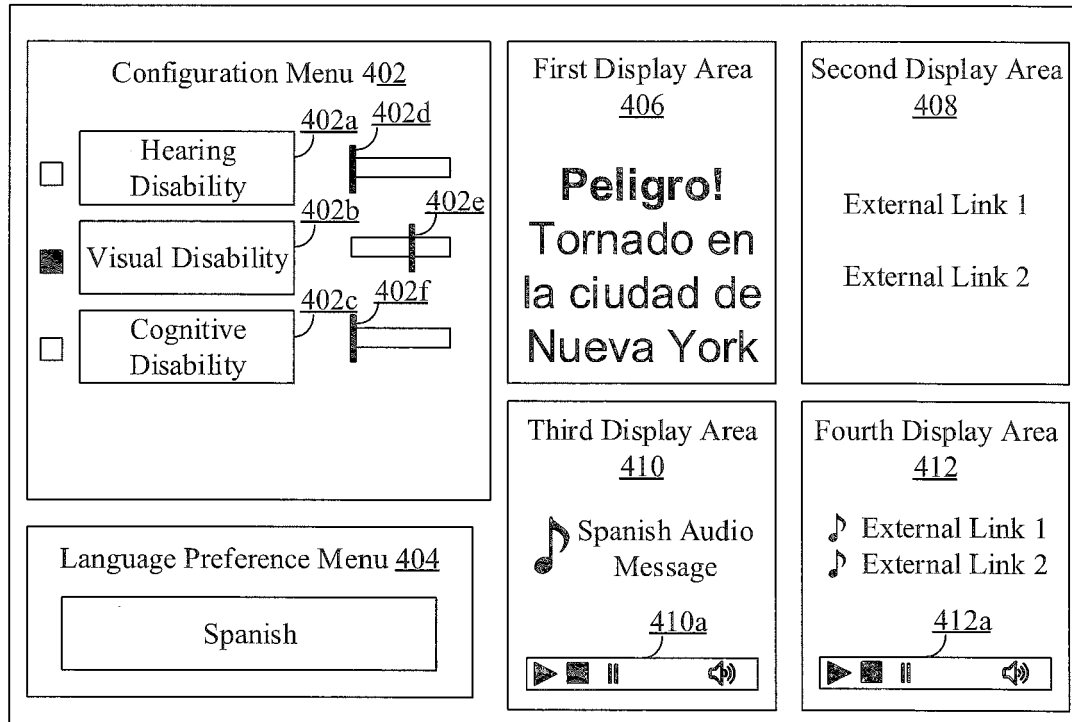 Configuration Menu 402
402a
402d
Hearing
Disability
402b
402e
Visual Disability
402c
402f
Cognitive
Disability
Language Preference Menu 404
Spanish
First Display Area
406
Peligro!
Tornado en
la ciudad de
Nueva York
Second Display Area
408
External Link 1
External Link 2
Third Display Area
410
Spanish Audio
Message
410a
Fourth Display Area
412
External Link 1
External Link 2
412a